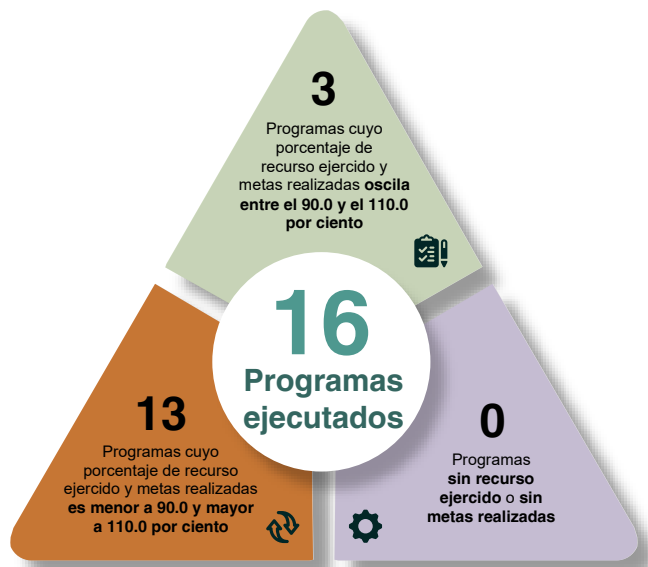 3
Programas cuyo
porcentaje de
recurso ejercido y
metas realizadas oscila
entre el 90.0 y el 110.0
por ciento
16
Programas
ejecutados
13
Programas cuyo
porcentaje de recurso
ejercido y metas realizadas
es menor a 90.0 y mayor
a 110.0 por ciento
0
Programas
sin recurso
ejercido o sin
metas realizadas